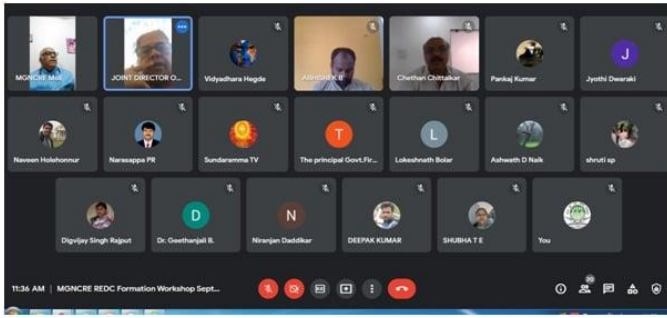 MGNCRE MoE
JOINT DIRECTOR O...
Vidyadhara Hegde
ABHISHEK B
Chethan Chittalkar
Pankaj Kumar
J
Jyothi Dwaraki
Naveen Holehonnur
Narasappa PR
Sundaramma TV
T
The principal Govt.Fir...
L
Lokeshnath Bolar
Ashwath D Naik
shruti sp
Digvijay Singh Rajput
D
Dr. Geethanjali B.
N
Niranjan Daddikar
DEEPAK KUMAR
SHUBHA T E
You
11:36 AM | MGNCRE REDC Formation Workshop Sept...
20